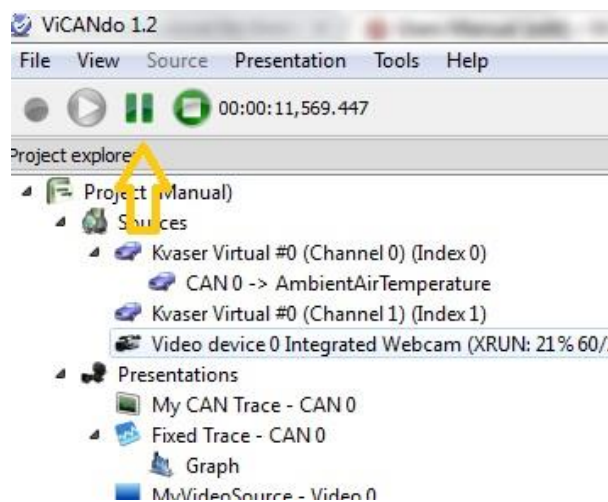 ViCANdo 1.2
File View Source Presentation Tools Help
00:00:11,569.447
Project explorer
Project (Manual)
Sources
Kvaser Virtual #0 (Channel 0) (Index 0)
CAN 0 -> AmbientAirTemperature
Kvaser Virtual #0 (Channel 1) (Index 1)
Video device 0 Integrated Webcam (XRUN: 21% 60/
Presentations
My CAN Trace - CAN 0
Fixed Trace - CAN 0
Graph
MyVideoSource - Video 0